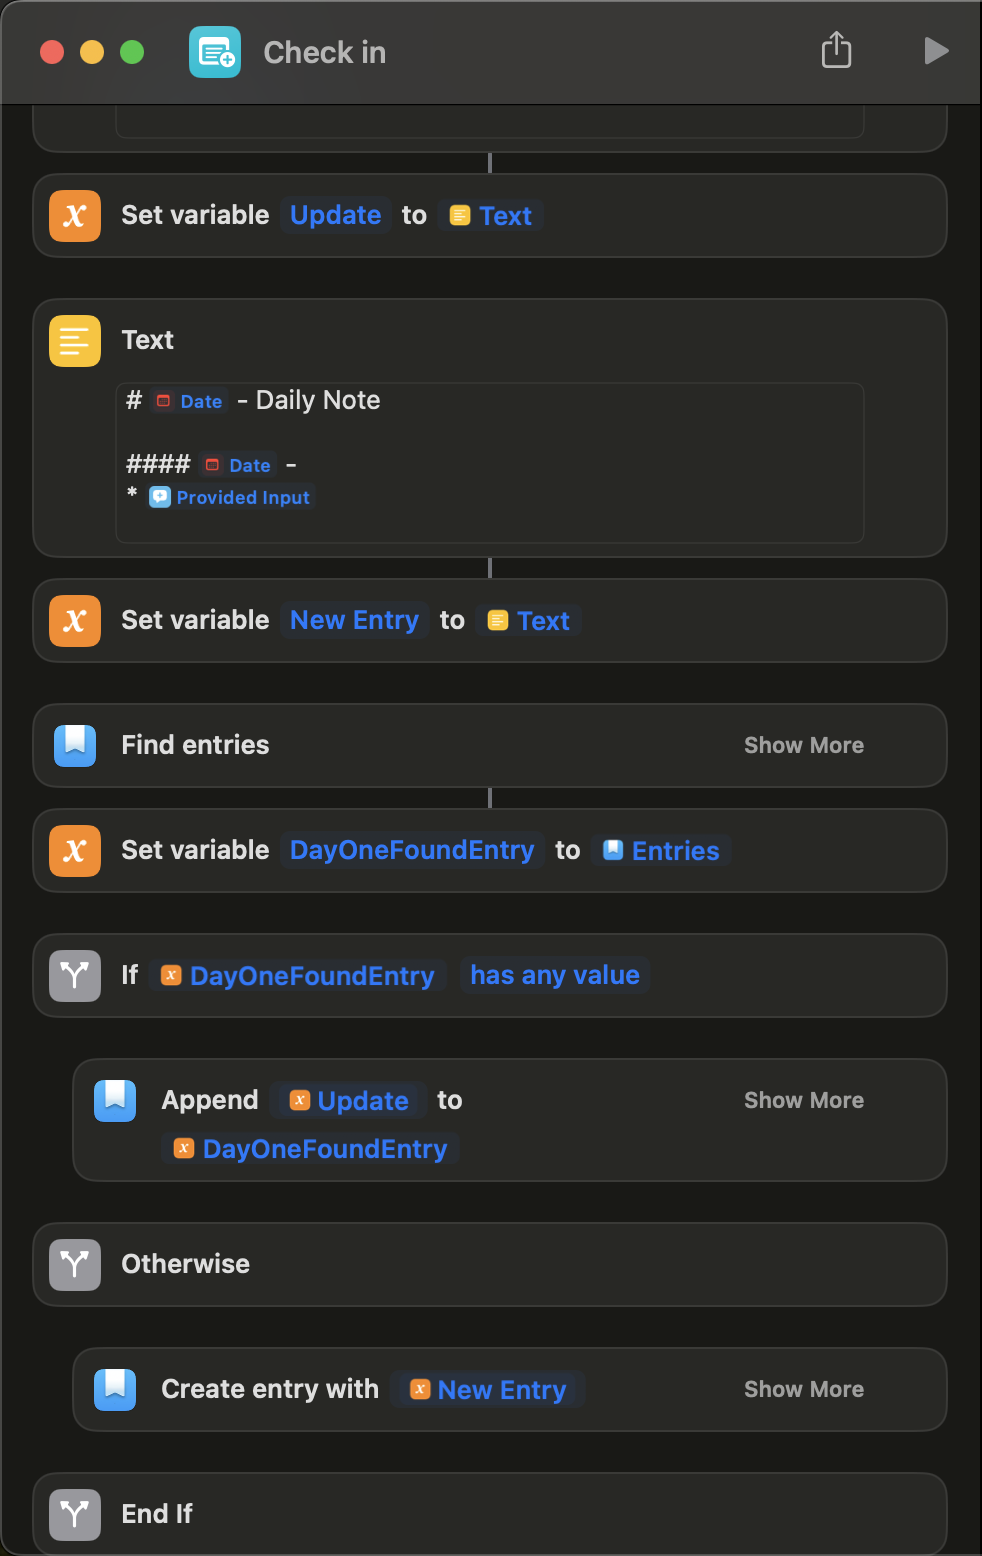 Check in
Set variable Update to Text
Text
# Date - Daily Note
#### Date -
* Provided Input
Set variable New Entry to Text
Find entries Show More
Set variable DayOneFoundEntry to Entries
If DayOneFoundEntry has any value
Append Update to Show More
DayOneFoundEntry
Otherwise
Create entry with New Entry Show More
End If